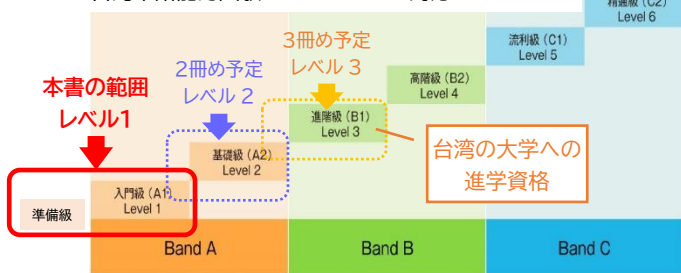 精通級 (C2)
Level 6
流利級 (C1)
Level 5
3冊め予定
レベル 3
高階級 (B2)
Level 4
2冊め予定
レベル 2
本書の範囲
レベル1
進階級 (B1)
Level 3
台湾の大学への
進学資格
基礎級 (A2)
Level 2
入門級 (A1)
Level 1
準備級
Band A
Band B
Band C